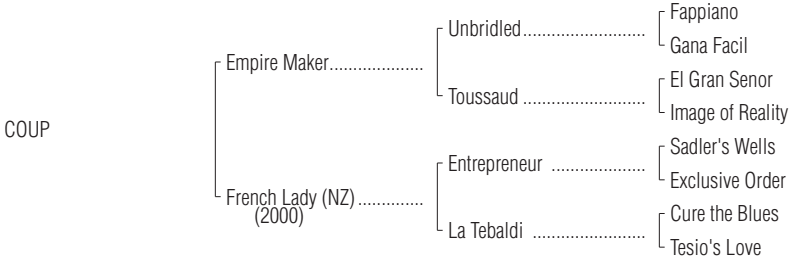 Fappiano
Unbridled..........................
Gana Facil
Empire Maker....................
El Gran Senor
Toussaud ..........................
Image of Reality
COUP
Sadler's Wells
Entrepreneur ....................
Exclusive Order
French Lady (NZ)..............
(2000)
Cure the Blues
La Tebaldi ........................
Tesio's Love